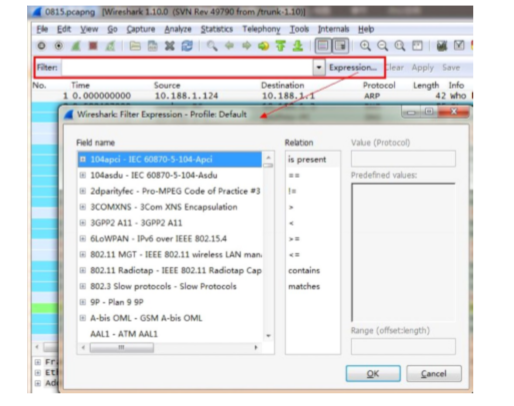 0815.pcapng [Wireshark 1.10.0 (SVN Rev 49790 from /trunk-1.10)]
File Edit View Go Capture Analyze Statistics Telephony Tools Internals Help
Filter: Expression... Clear Apply Save
No. Time Source Destination Protocol Length Info
1 0.000000000 10.188.1.124 10.188.1.1 ARP 42 who
Wireshark: Filter Expression - Profile: Default
Field name Relation Value (Protocol)
104apci - IEC 60870-5-104-Apci is present
104asdu - IEC 60870-5-104-Asdu == Predefined values:
2dparityfec - Pro-MPEG Code of Practice #3 !=
3COMXNS - 3Com XNS Encapsulation >
3GPP2 A11 - 3GPP2 A11 <
6LoWPAN - IPv6 over IEEE 802.15.4 >=
802.11 MGT - IEEE 802.11 wireless LAN man <=
802.11 Radiotap - IEEE 802.11 Radiotap Cap contains
802.3 Slow protocols - Slow Protocols matches
9P - Plan 9 9P
A-bis OML - GSM A-bis OML
AAL1 - ATM AAL1 Range (offset:length)
Fr
Et
Ad
OK Cancel